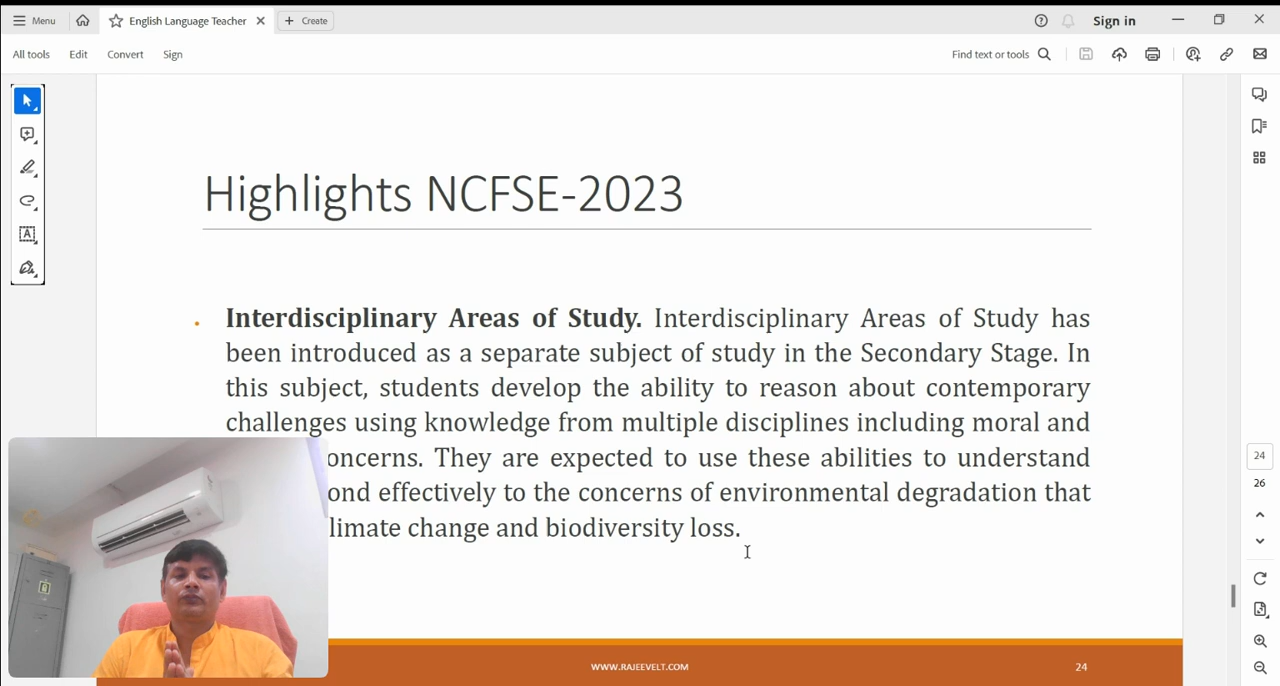 Menu
English Language Teacher
Create
Sign in
All tools Edit Convert Sign
Find text or tools
Highlights NCFSE-2023
Interdisciplinary Areas of Study. Interdisciplinary Areas of Study has
been introduced as a separate subject of study in the Secondary Stage. In
this subject, students develop the ability to reason about contemporary
challenges using knowledge from multiple disciplines including moral and
oncerns. They are expected to use these abilities to understand
ond effectively to the concerns of environmental degradation that
limate change and biodiversity loss.
24
26
WWW.RAJEEVELT.COM
24